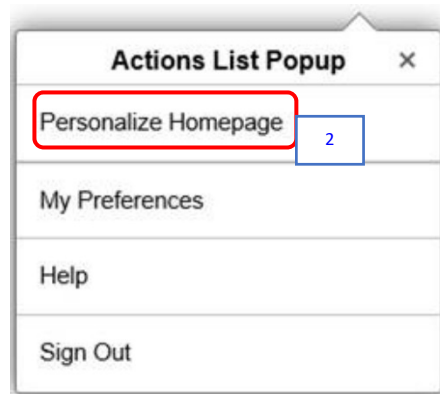 Actions List Popup ×
Personalize Homepage
2
My Preferences
Help
Sign Out